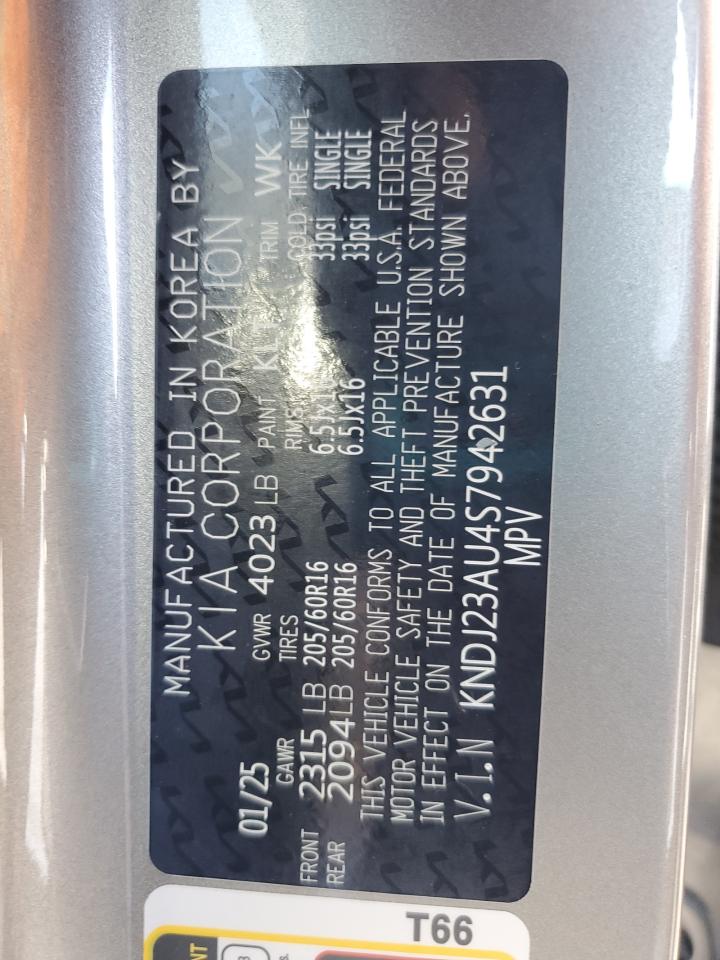 MANUFACTURED IN KOREA BY
KIA CORPORATION
01/25 GVWR 4023 LB PAINT TRIM WK
GAWR TIRES RIMS COLD TIRE INFL
FRONT 2315 LB 205/60R16 6.5Jx16 33psi SINGLE
REAR 2094 LB 205/60R16 6.5Jx16 33psi SINGLE
THIS VEHICLE CONFORMS TO ALL APPLICABLE U.S.A. FEDERAL
MOTOR VEHICLE SAFETY AND THEFT PREVENTION STANDARDS
IN EFFECT ON THE DATE OF MANUFACTURE SHOWN ABOVE.
V.I.N KNDJ23AU4S7942631
MPV
T66